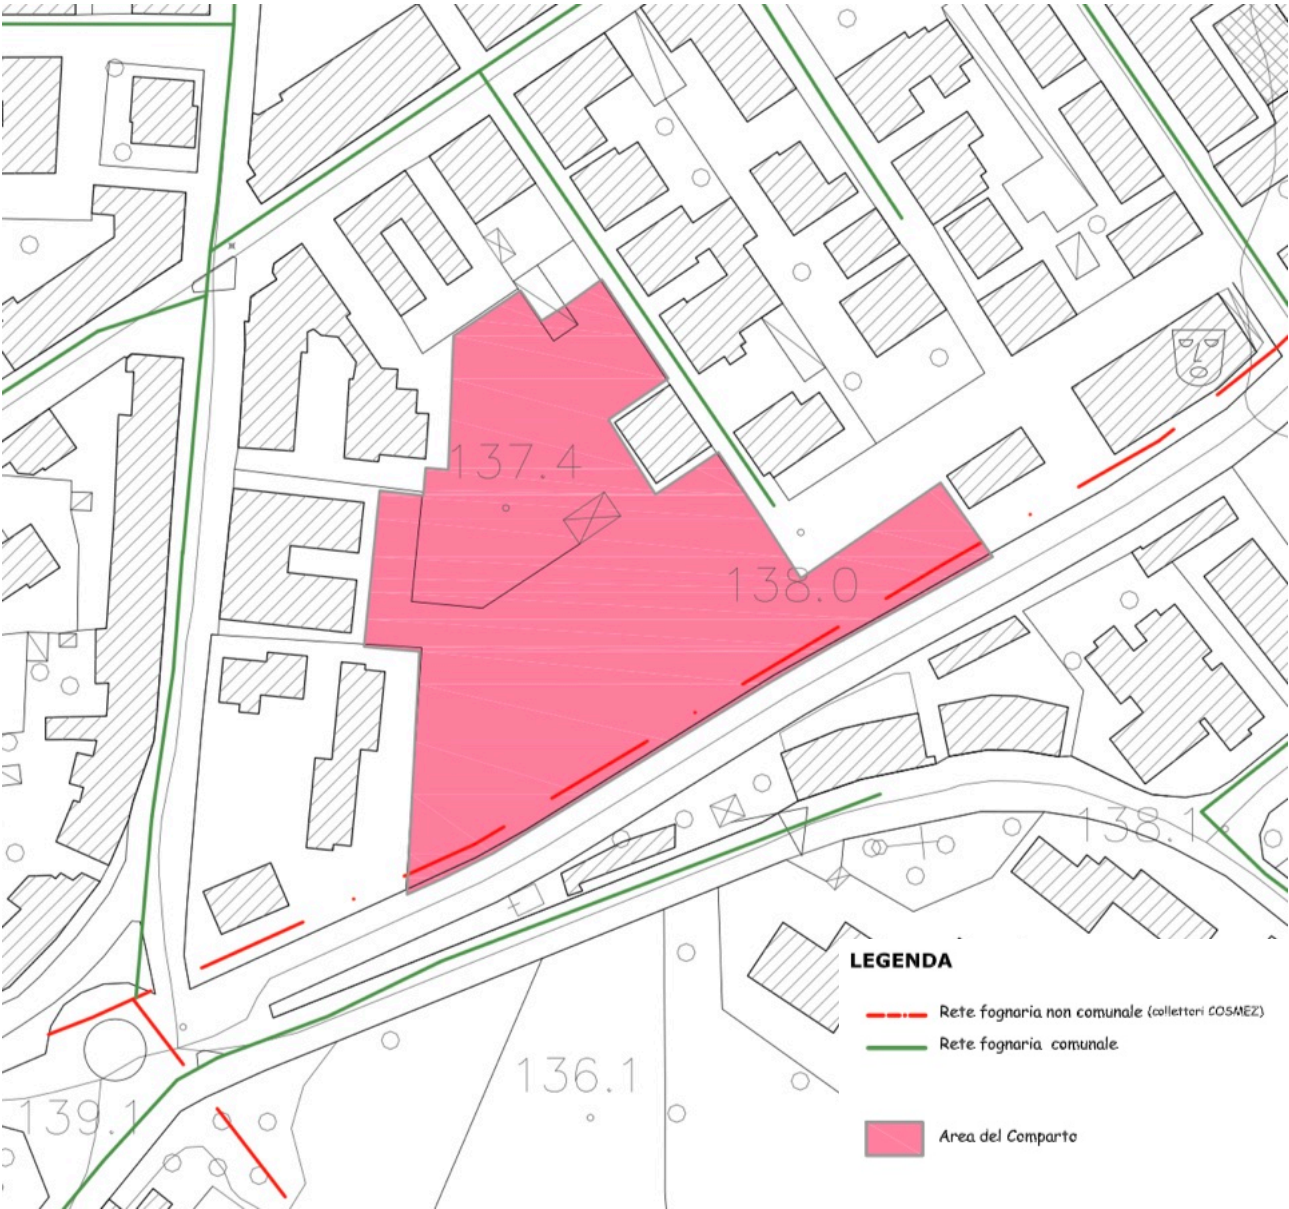 137.4
138.0
138.1
LEGENDA
Rete fognaria non comunale (collettori COSMEZ)
Rete fognaria comunale
136.1
139.1
Area del Comparto